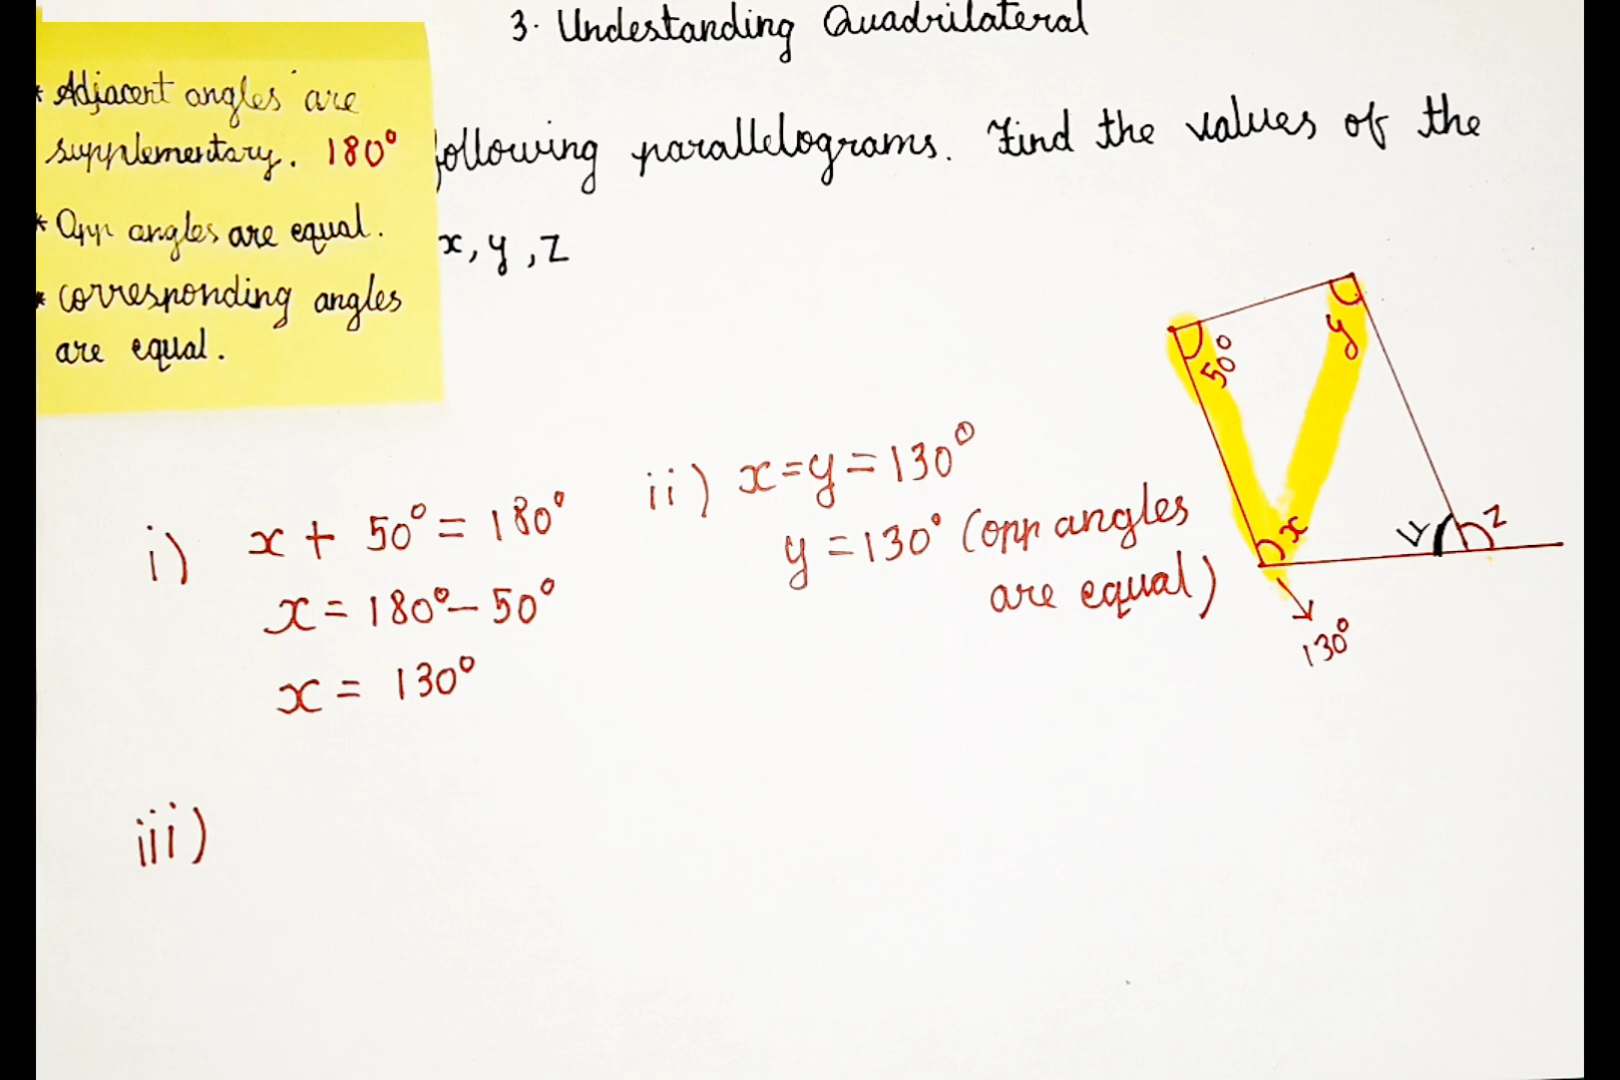 3. Undestanding Quadrilateral
* Adjacent angles are
supplementary. 180°
* Opp angles are equal.
* corresponding angles
are equal.
following parallelograms. Find the values of the
x, y, z
50°
y
x
z
130°
i) x + 50° = 180°
x = 180° - 50°
x = 130°
ii) x = y = 130°
y = 130° (opp angles
are equal)
iii)